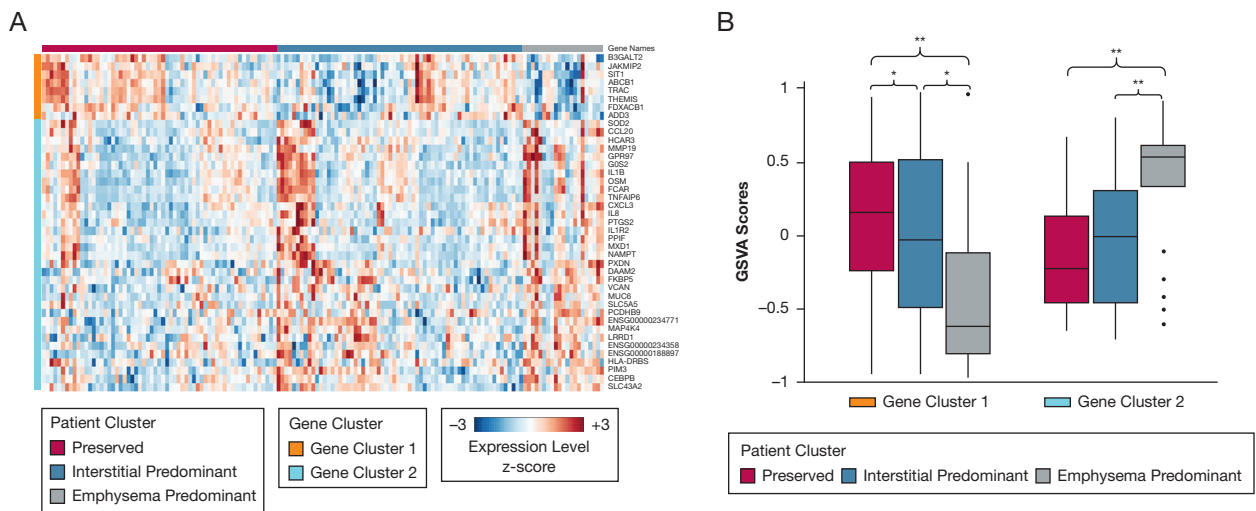 A
Gene Names
B3GALT2
JAKMIP2
SIT1
ABCB1
TRAC
THEMIS
FDXACB1
ADD3
SOD2
CCL20
HCAR3
MMP19
GPR97
G0S2
IL1B
OSM
FCAR
TNFAIP6
CXCL3
IL8
PTGS2
IL1R2
PPIF
MXD1
NAMPT
PXDN
DAAM2
FKBP5
VCAN
MUC6
SLC5A5
PCDHB9
ENSG00000234771
MAP4K4
LRRD1
ENSG00000234358
ENSG00000188897
HLA-DRBS
PIM3
CEBPB
SLC43A2
Patient Cluster
Preserved
Interstitial Predominant
Emphysema Predominant
Gene Cluster
Gene Cluster 1
Gene Cluster 2
−3 +3
Expression Level
z-score
B
** **
* * **
1
0.5
0
−0.5
−1
GSVA Scores
Gene Cluster 1 Gene Cluster 2
Patient Cluster
Preserved Interstitial Predominant Emphysema Predominant